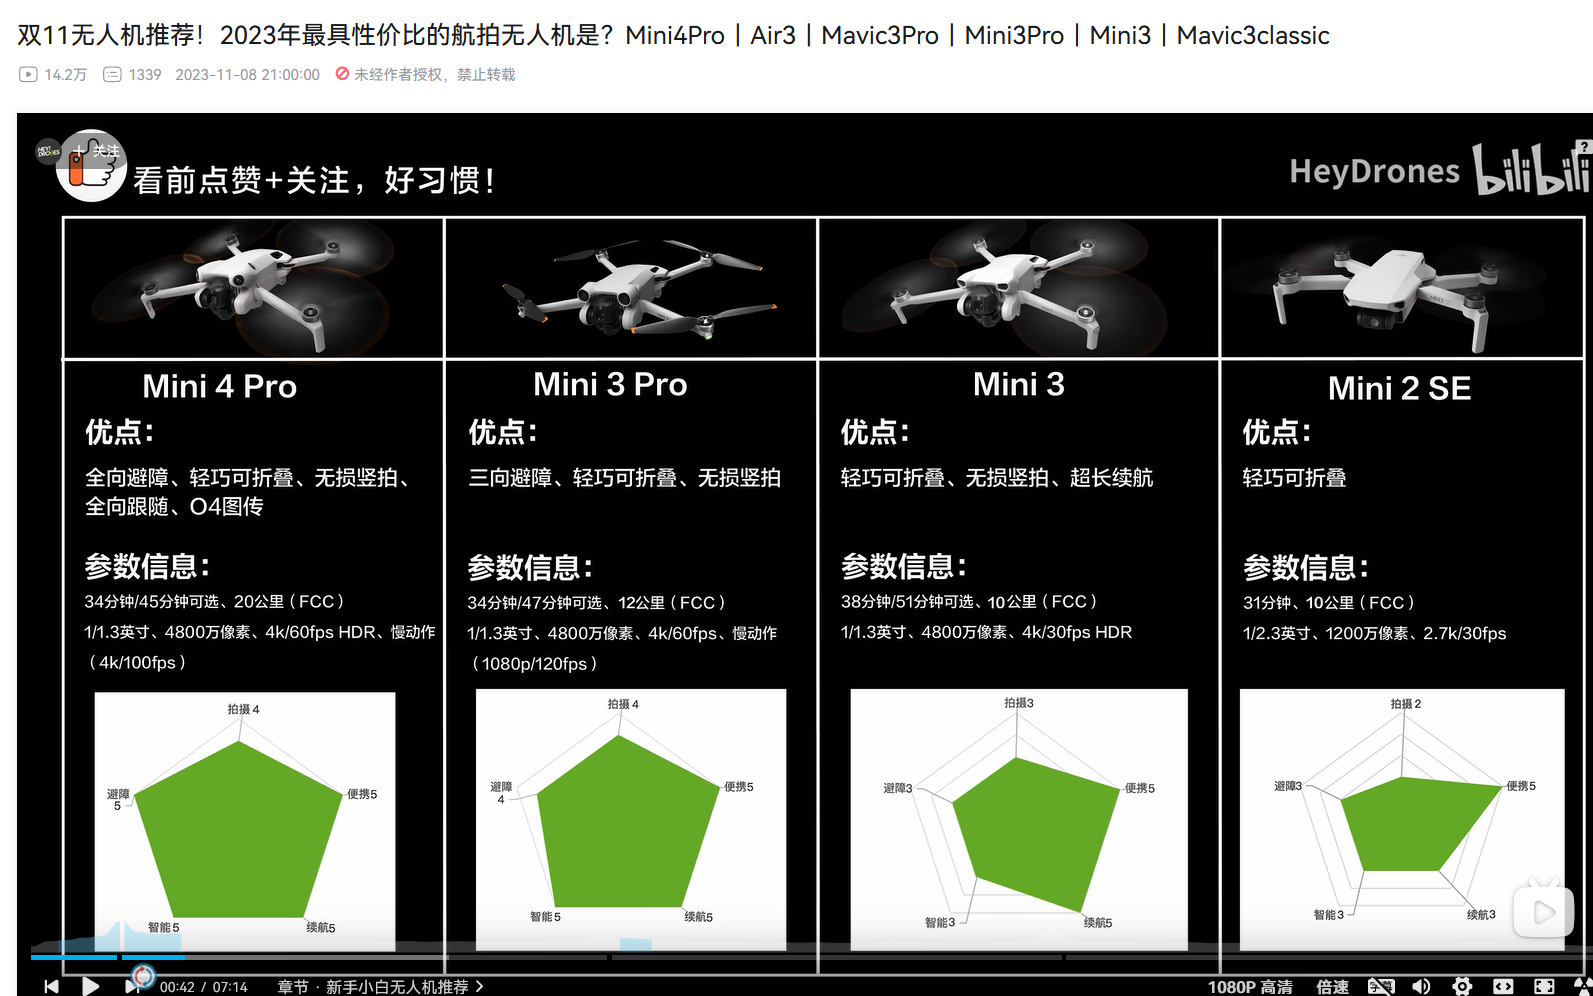 双11无人机推荐！2023年最具性价比的航拍无人机是？Mini4Pro｜Air3｜Mavic3Pro｜Mini3Pro｜Mini3｜Mavic3classic
14.2万 1339 2023-11-08 21:00:00 未经作者授权，禁止转载
HEY! DRONES
+ 关注
看前点赞+关注，好习惯！
HeyDrones bilibili
?
Mini 4 Pro
优点：
全向避障、轻巧可折叠、无损竖拍、
全向跟随、O4图传
参数信息：
34分钟/45分钟可选、20公里（FCC）
1/1.3英寸、4800万像素、4k/60fps HDR、慢动作
（4k/100fps）
拍摄 4
避障
5
便携5
智能 5
续航5
Mini 3 Pro
优点：
三向避障、轻巧可折叠、无损竖拍
参数信息：
34分钟/47分钟可选、12公里（FCC）
1/1.3英寸、4800万像素、4k/60fps、慢动作
（1080p/120fps）
拍摄 4
避障
4
便携5
智能 5
续航5
Mini 3
优点：
轻巧可折叠、无损竖拍、超长续航
参数信息：
38分钟/51分钟可选、10公里（FCC）
1/1.3英寸、4800万像素、4k/30fps HDR
拍摄3
避障3
便携5
智能3
续航5
Mini 2 SE
优点：
轻巧可折叠
参数信息：
31分钟、10公里（FCC）
1/2.3英寸、1200万像素、2.7k/30fps
拍摄 2
避障3
便携5
智能 3
续航3
00:42 / 07:14 章节 · 新手小白无人机推荐 1080P 高清 倍速 字幕